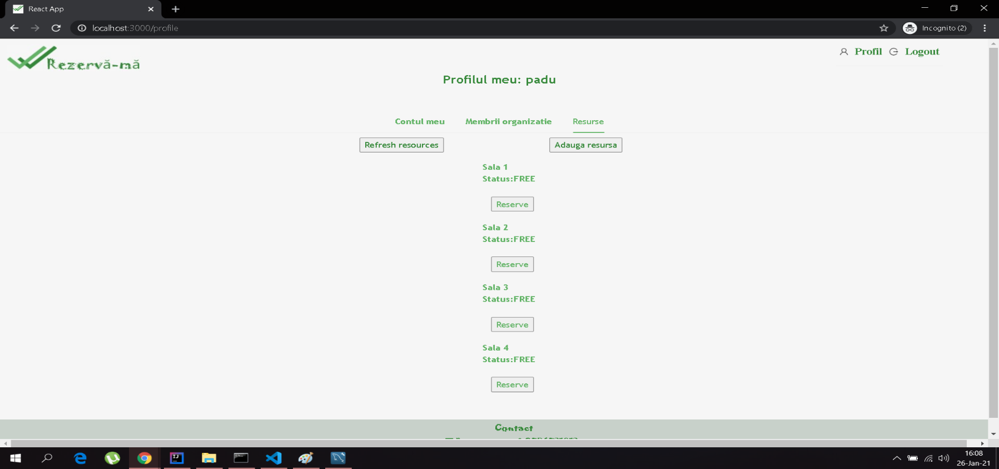 React App
localhost:3000/profile
Incognito (2)
Rezervă-mă
Profil Logout
Profilul meu: padu
Contul meu Membrii organizatie Resurse
Refresh resources Adauga resursa
Sala 1
Status:FREE
Reserve
Sala 2
Status:FREE
Reserve
Sala 3
Status:FREE
Reserve
Sala 4
Status:FREE
Reserve
Contact
16:08
26-Jan-21